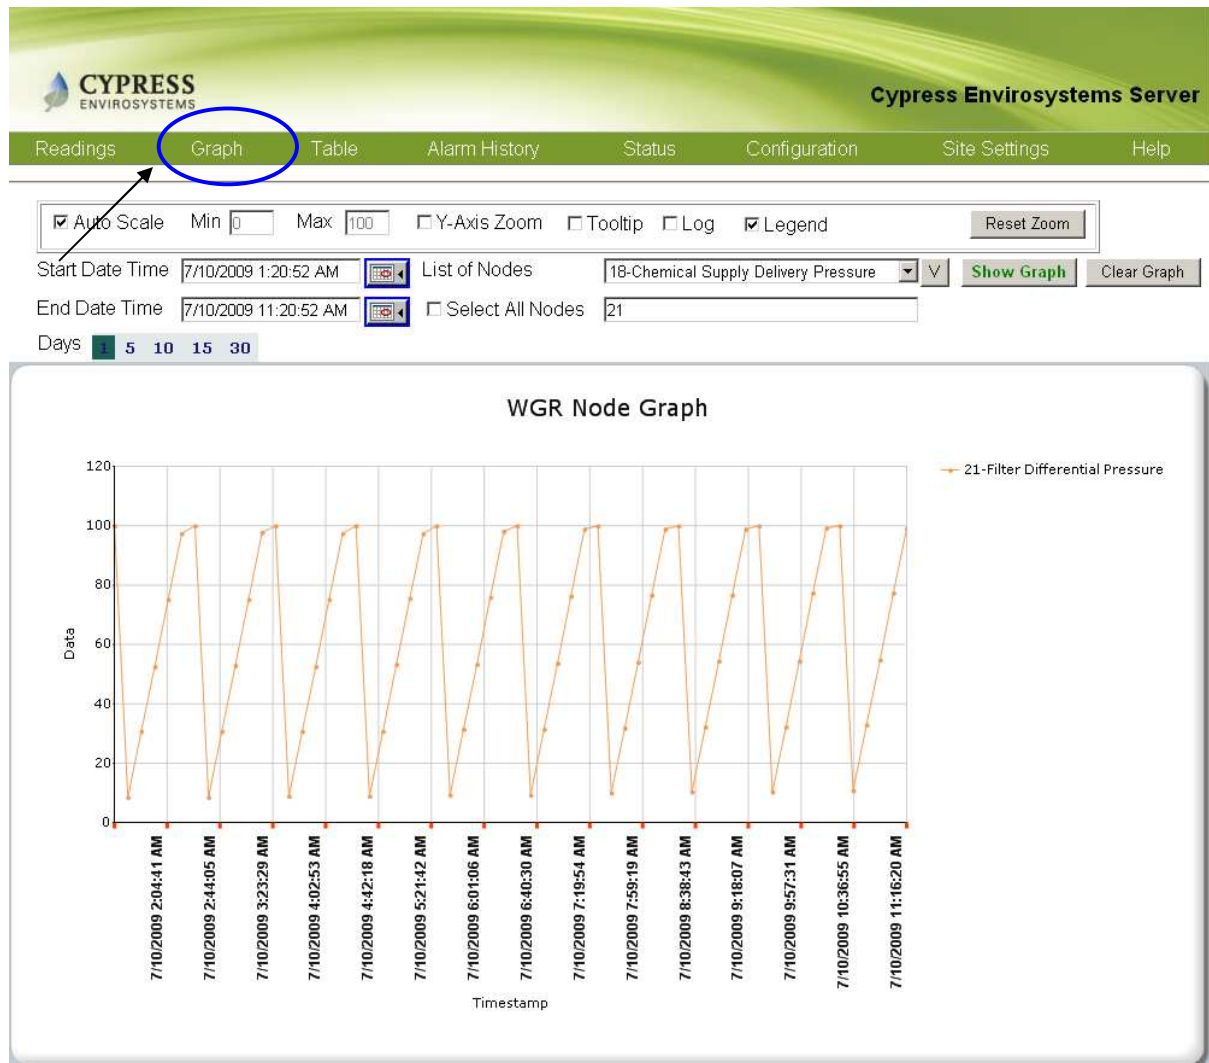 CYPRESS
ENVIROSYSTEMS
Cypress Envirosystems Server
Readings Graph Table Alarm History Status Configuration Site Settings Help
Auto Scale Min 0 Max 100 Y-Axis Zoom Tooltip Log Legend Reset Zoom
Start Date Time 7/10/2009 1:20:52 AM List of Nodes 18-Chemical Supply Delivery Pressure V Show Graph Clear Graph
End Date Time 7/10/2009 11:20:52 AM Select All Nodes 21
Days 1 5 10 15 30
WGR Node Graph
120
21-Filter Differential Pressure
100
80
Data
60
40
20
0
7/10/2009 2:04:41 AM
7/10/2009 2:44:05 AM
7/10/2009 3:23:29 AM
7/10/2009 4:02:53 AM
7/10/2009 4:42:18 AM
7/10/2009 5:21:42 AM
7/10/2009 6:01:06 AM
7/10/2009 6:40:30 AM
7/10/2009 7:19:54 AM
7/10/2009 7:59:19 AM
7/10/2009 8:38:43 AM
7/10/2009 9:18:07 AM
7/10/2009 9:57:31 AM
7/10/2009 10:36:55 AM
7/10/2009 11:16:20 AM
Timestamp